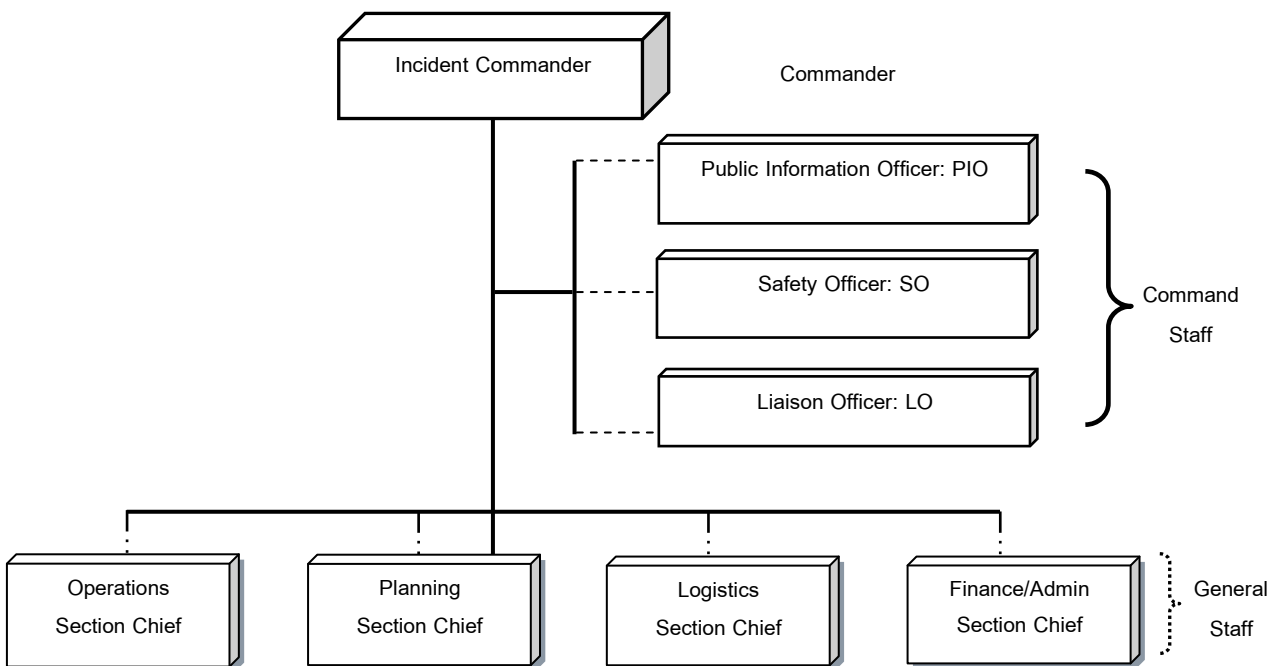 Incident Commander
Commander
Public Information Officer: PIO
Safety Officer: SO
Command
Staff
Liaison Officer: LO
Operations
Section Chief
Planning
Section Chief
Logistics
Section Chief
Finance/Admin
Section Chief
General
Staff